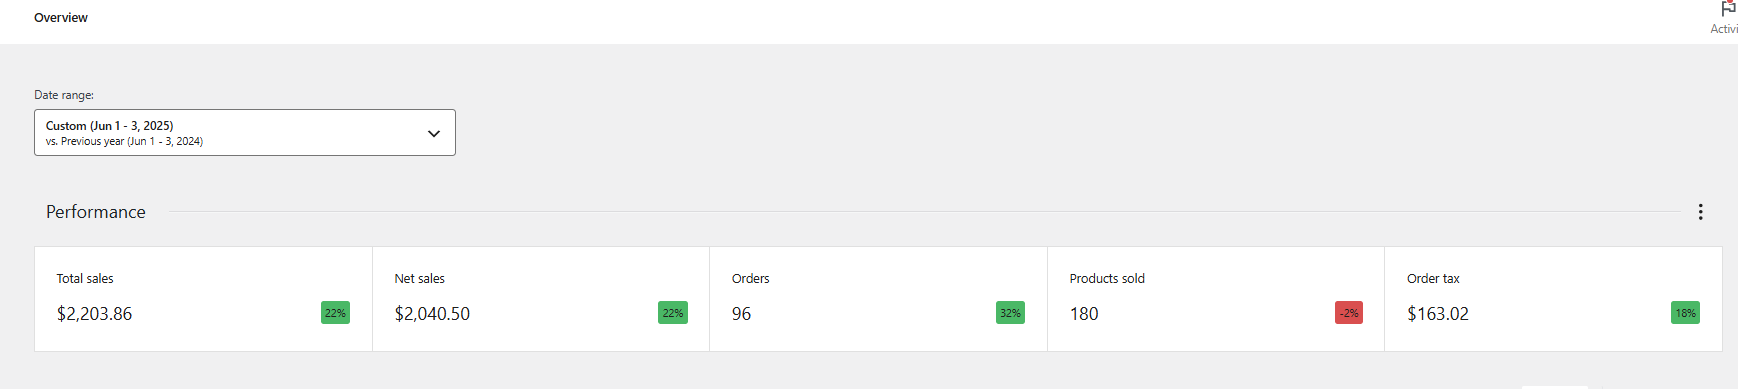 Overview
Activi
Date range:
Custom (Jun 1 - 3, 2025)
vs. Previous year (Jun 1 - 3, 2024)
Performance
Total sales
$2,203.86
22%
Net sales
$2,040.50
22%
Orders
96
32%
Products sold
180
-2%
Order tax
$163.02
18%